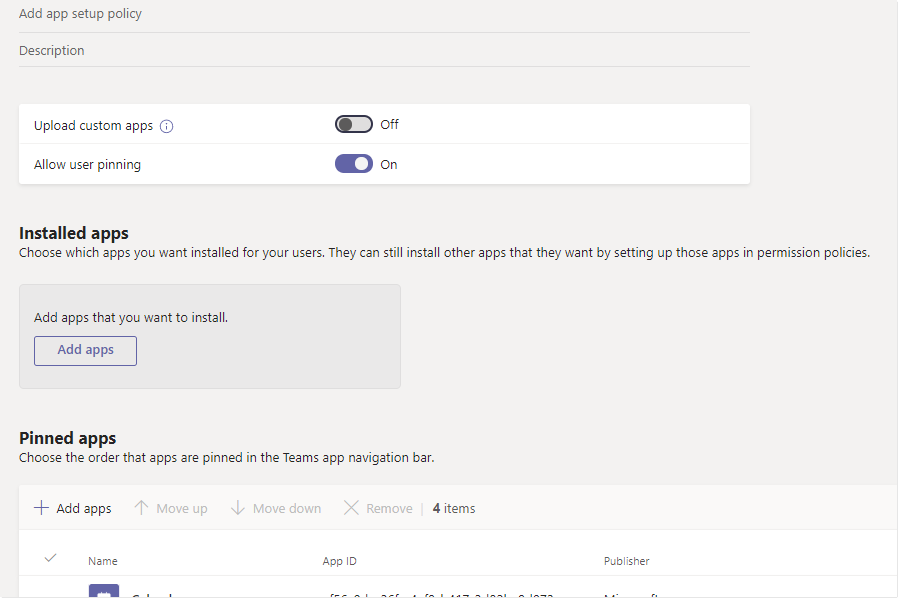 Add app setup policy
Description
Upload custom apps Off
Allow user pinning On
Installed apps
Choose which apps you want installed for your users. They can still install other apps that they want by setting up those apps in permission policies.
Add apps that you want to install.
Add apps
Pinned apps
Choose the order that apps are pinned in the Teams app navigation bar.
Add apps Move up Move down Remove | 4 items
Name App ID Publisher